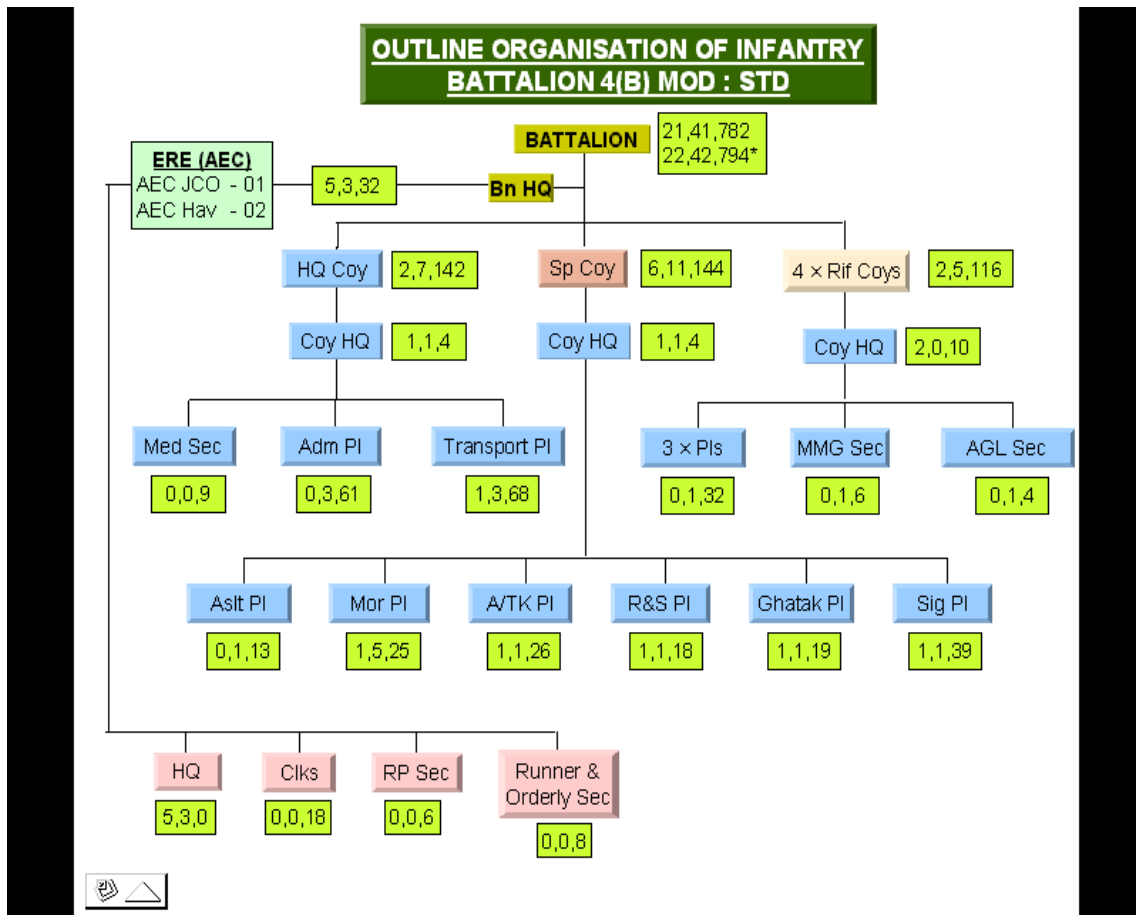 OUTLINE ORGANISATION OF INFANTRY
BATTALION 4(B) MOD : STD
BATTALION
21,41,782
22,42,794*
ERE (AEC)
AEC JCO - 01
AEC Hav - 02
5,3,32
Bn HQ
HQ Coy
2,7,142
Sp Coy
6,11,144
4 × Rif Coys
2,5,116
Coy HQ
1,1,4
Coy HQ
1,1,4
Coy HQ
2,0,10
Med Sec
Adm Pl
Transport Pl
3 × Pls
MMG Sec
AGL Sec
0,0,9
0,3,61
1,3,68
0,1,32
0,1,6
0,1,4
Aslt Pl
Mor Pl
A/TK Pl
R&S Pl
Ghatak Pl
Sig Pl
0,1,13
1,5,25
1,1,26
1,1,18
1,1,19
1,1,39
HQ
Clks
RP Sec
Runner &
Orderly Sec
5,3,0
0,0,18
0,0,6
0,0,8